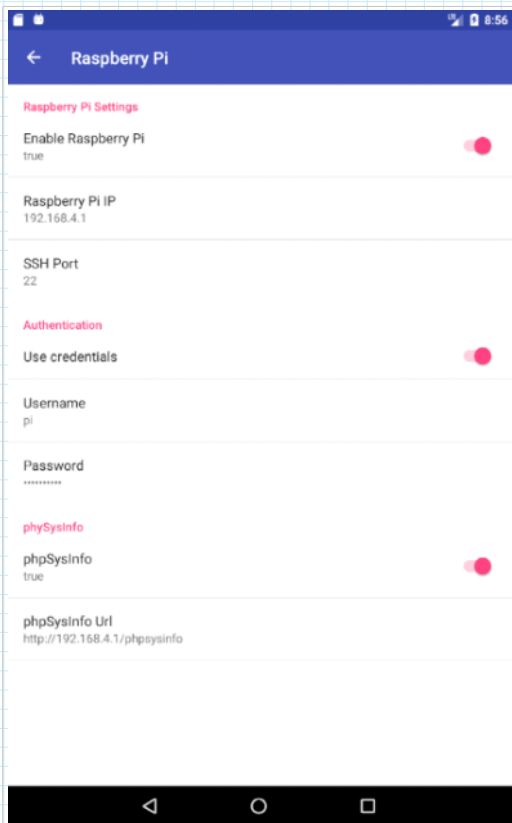 8:56
Raspberry Pi
Raspberry Pi Settings
Enable Raspberry Pi
true
Raspberry Pi IP
192.168.4.1
SSH Port
22
Authentication
Use credentials
Username
pi
Password
••••••••••
phySysInfo
phpSysInfo
true
phpSysInfo Url
http://192.168.4.1/phpsysinfo